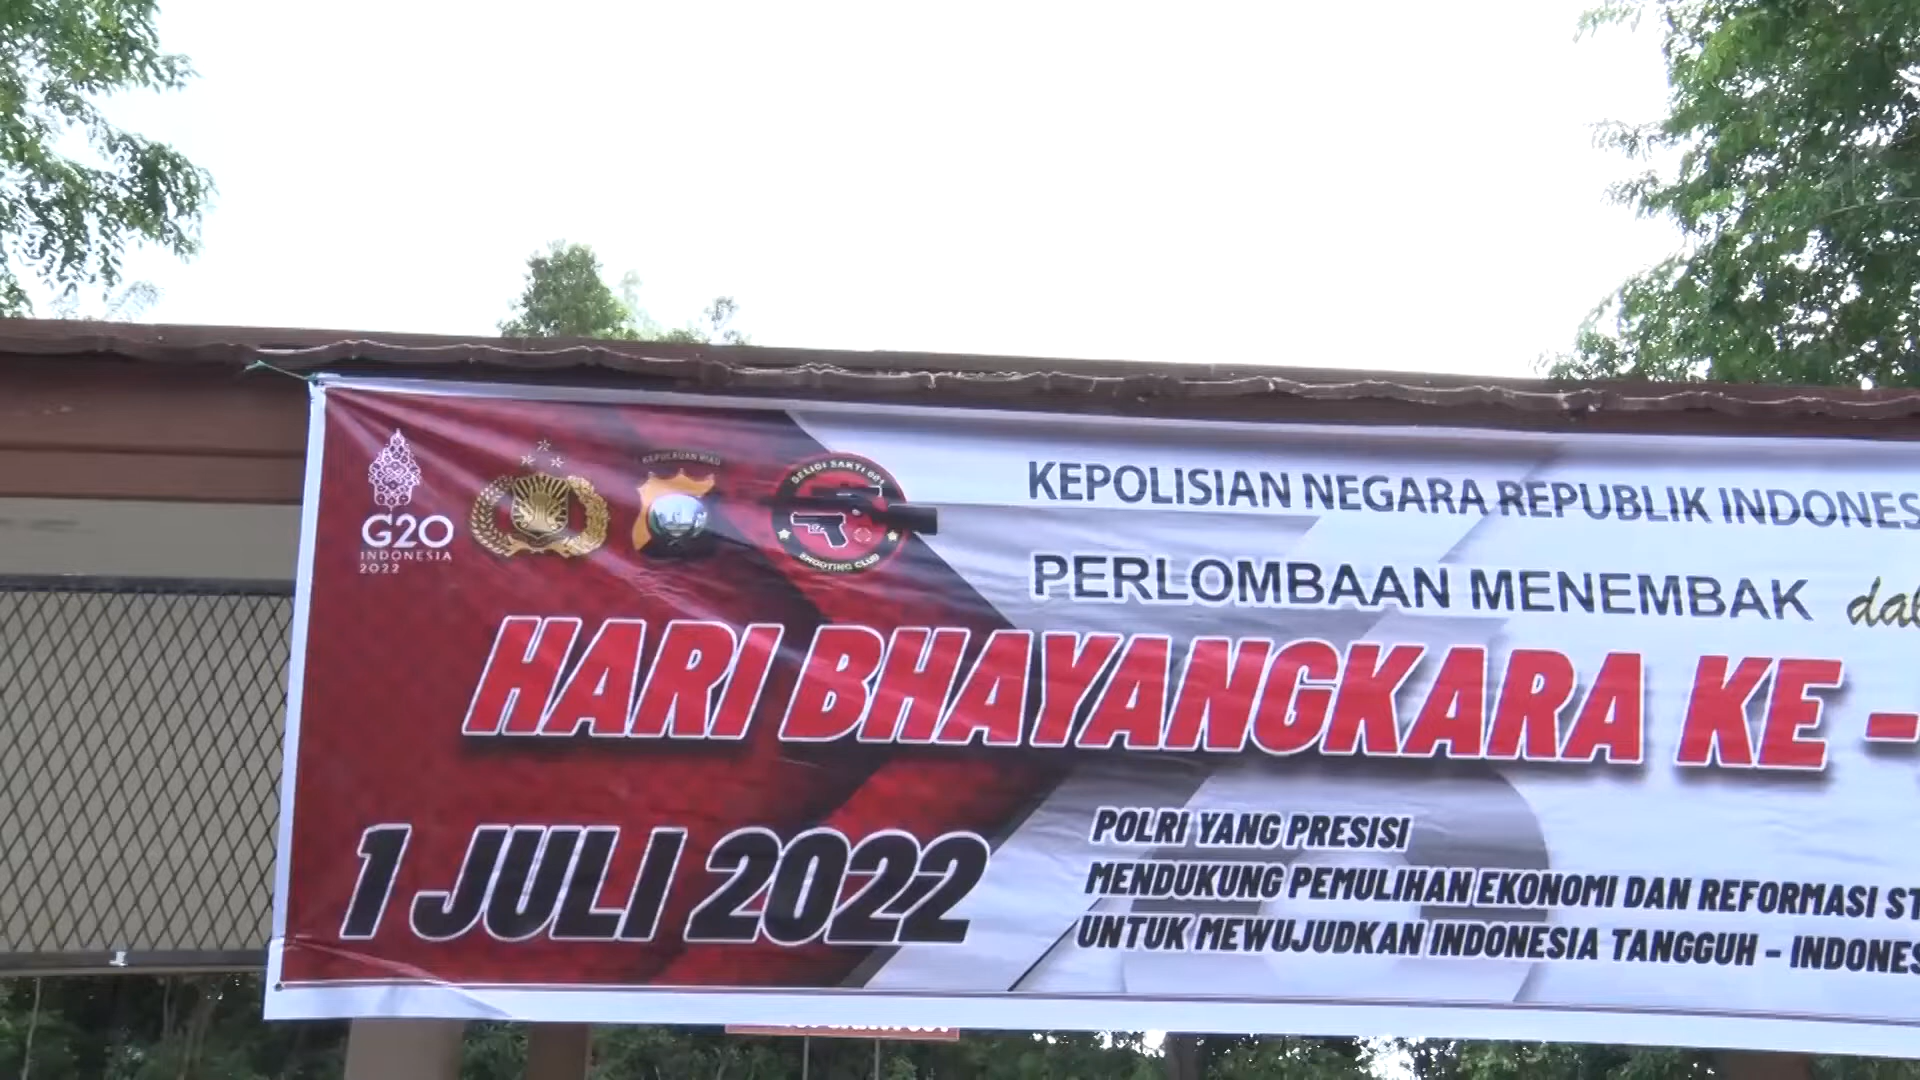 G20
INDONESIA
2022
KEPULAUAN RIAU
SHOOTING CLUB
KEPOLISIAN NEGARA REPUBLIK INDONES
PERLOMBAAN MENEMBAK dal
HARI BHAYANGKARA KE -
1 JULI 2022
POLRI YANG PRESISI
MENDUKUNG PEMULIHAN EKONOMI DAN REFORMASI ST
UNTUK MEWUJUDKAN INDONESIA TANGGUH - INDONES